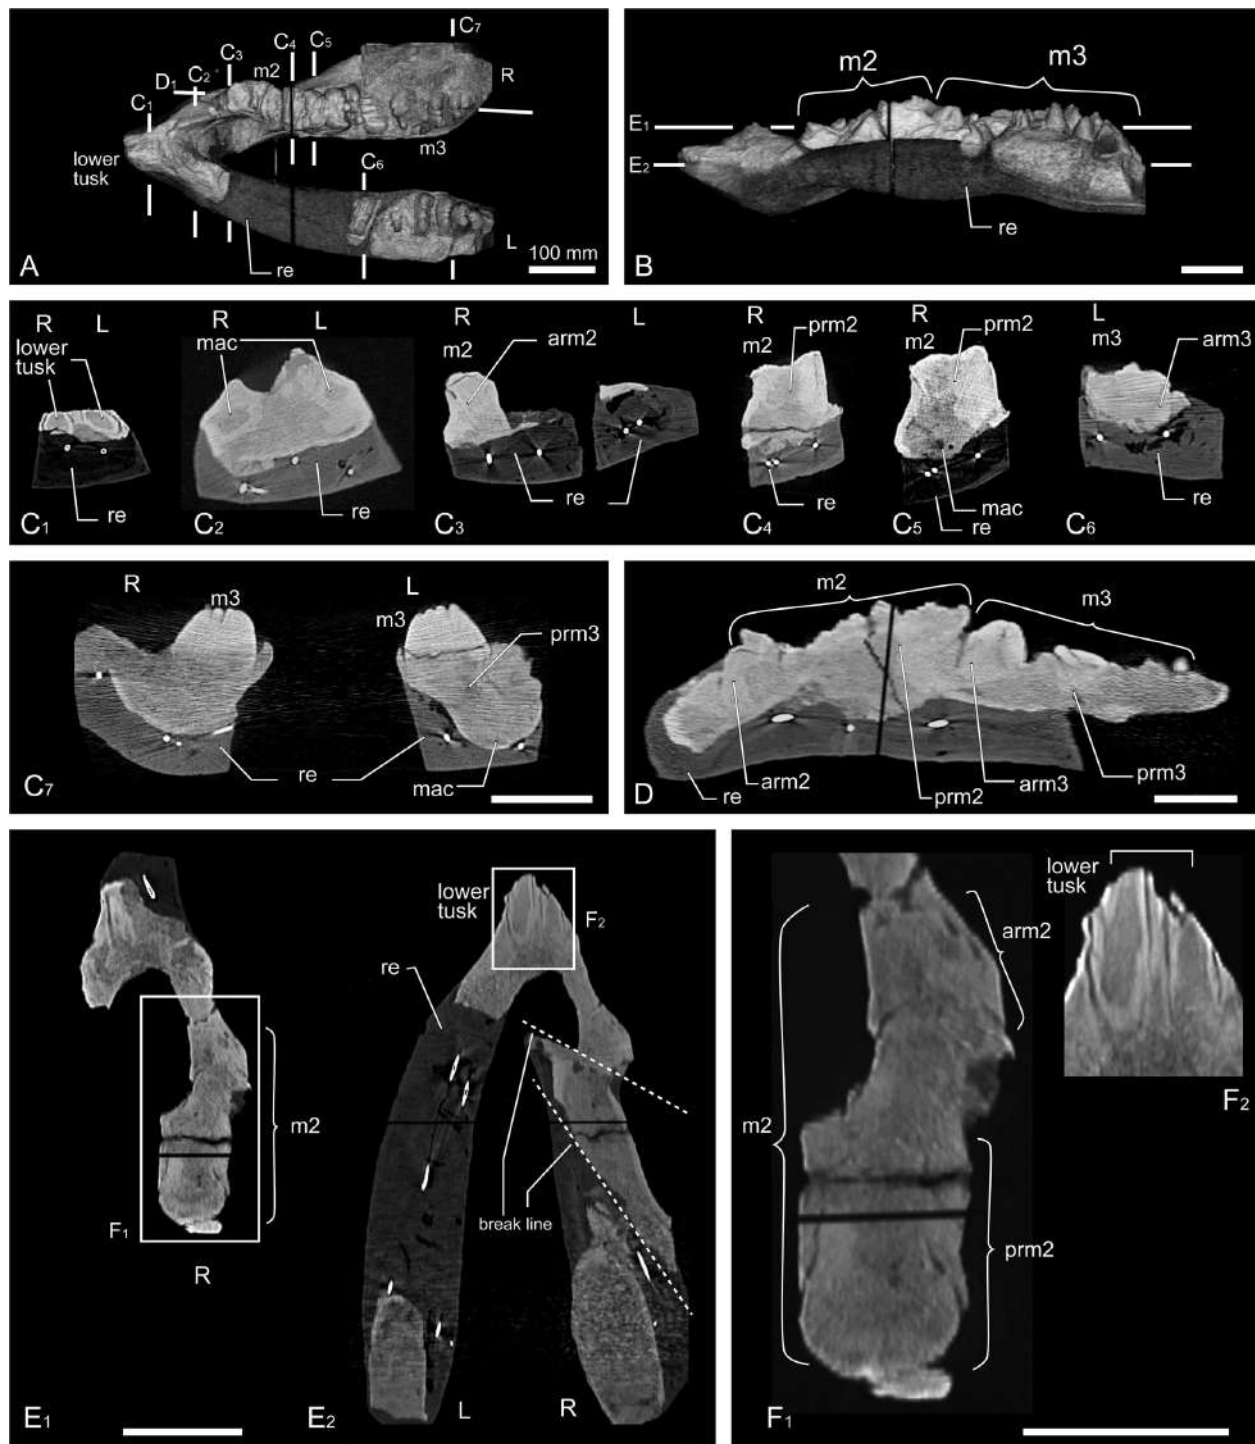 C7
C4 C5
C3
m2
D1 C2
C1
R
lower
tusk
m3
C6
L
re
100 mm
A
m2
m3
E1
E2
re
B
R L
lower
tusk
re
C1
R L
mac
re
C2
R
m2
arm2
L
re
C3
R
m2
prm2
re
C4
R
m2
prm2
mac
re
C5
L
m3
arm3
re
C6
R
m3
L
m3
prm3
re
mac
C7
m2
m3
re
arm2
prm2
arm3
prm3
D
m2
F1
R
E1
lower
tusk
F2
re
break line
L
R
E2
m2
arm2
prm2
F1
lower
tusk
F2